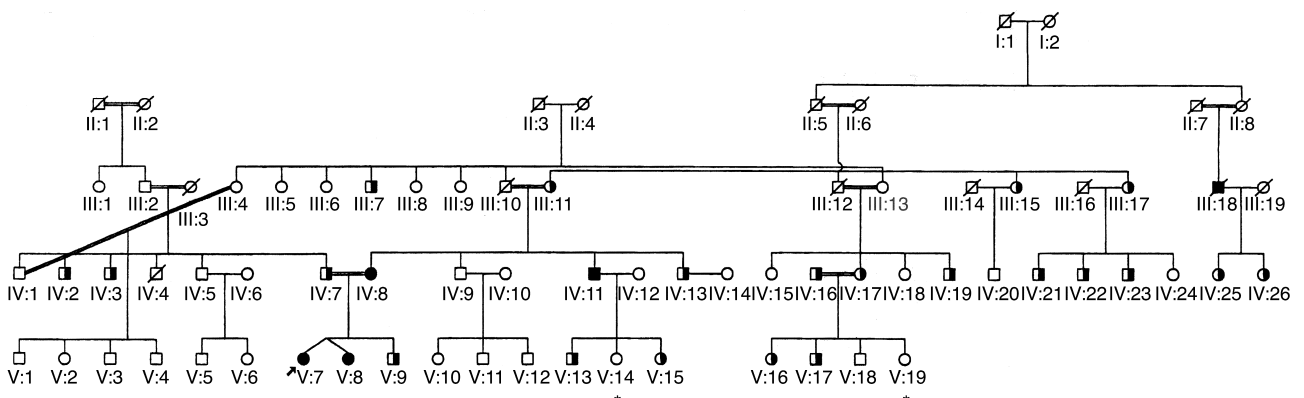 I:1 I:2
II:1 II:2 II:3 II:4 II:5 II:6 II:7 II:8
III:1 III:2 III:3 III:4 III:5 III:6 III:7 III:8 III:9 III:10 III:11 III:12 III:13 III:14 III:15 III:16 III:17 III:18 III:19
IV:1 IV:2 IV:3 IV:4 IV:5 IV:6 IV:7 IV:8 IV:9 IV:10 IV:11 IV:12 IV:13 IV:14 IV:15 IV:16 IV:17 IV:18 IV:19 IV:20 IV:21 IV:22 IV:23 IV:24 IV:25 IV:26
V:1 V:2 V:3 V:4 V:5 V:6 V:7 V:8 V:9 V:10 V:11 V:12 V:13 V:14 V:15 V:16 V:17 V:18 V:19
* *